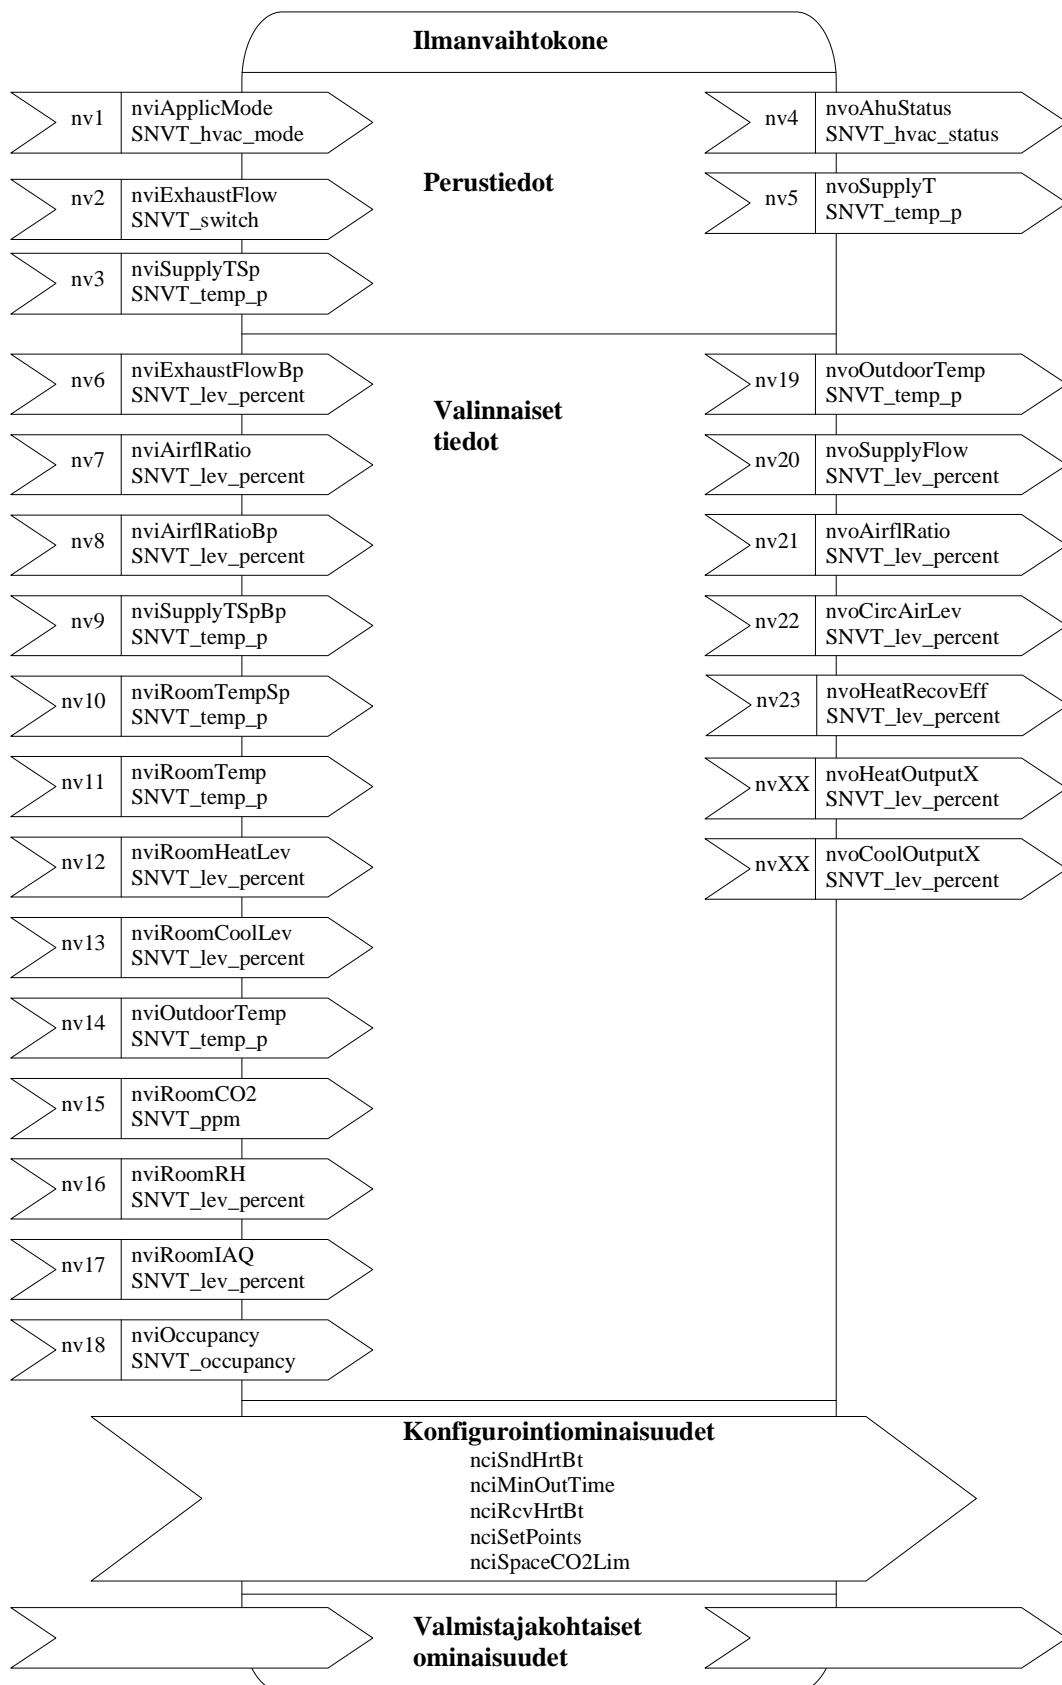 Ilmanvaihtokone
nv1
nviApplicMode
SNVT_hvac_mode
nv4
nvoAhuStatus
SNVT_hvac_status
Perustiedot
nv2
nviExhaustFlow
SNVT_switch
nv5
nvoSupplyT
SNVT_temp_p
nv3
nviSupplyTSp
SNVT_temp_p
Valinnaiset
tiedot
nv6
nviExhaustFlowBp
SNVT_lev_percent
nv19
nvoOutdoorTemp
SNVT_temp_p
nv7
nviAirflRatio
SNVT_lev_percent
nv20
nvoSupplyFlow
SNVT_lev_percent
nv8
nviAirflRatioBp
SNVT_lev_percent
nv21
nvoAirflRatio
SNVT_lev_percent
nv9
nviSupplyTSpBp
SNVT_temp_p
nv22
nvoCircAirLev
SNVT_lev_percent
nv10
nviRoomTempSp
SNVT_temp_p
nv23
nvoHeatRecovEff
SNVT_lev_percent
nv11
nviRoomTemp
SNVT_temp_p
nvXX
nvoHeatOutputX
SNVT_lev_percent
nv12
nviRoomHeatLev
SNVT_lev_percent
nvXX
nvoCoolOutputX
SNVT_lev_percent
nv13
nviRoomCoolLev
SNVT_lev_percent
nv14
nviOutdoorTemp
SNVT_temp_p
nv15
nviRoomCO2
SNVT_ppm
nv16
nviRoomRH
SNVT_lev_percent
nv17
nviRoomIAQ
SNVT_lev_percent
nv18
nviOccupancy
SNVT_occupancy
Konfigurointiominaisuudet
nciSndHrtBt
nciMinOutTime
nciRcvHrtBt
nciSetPoints
nciSpaceCO2Lim
Valmistajakohtaiset
ominaisuudet